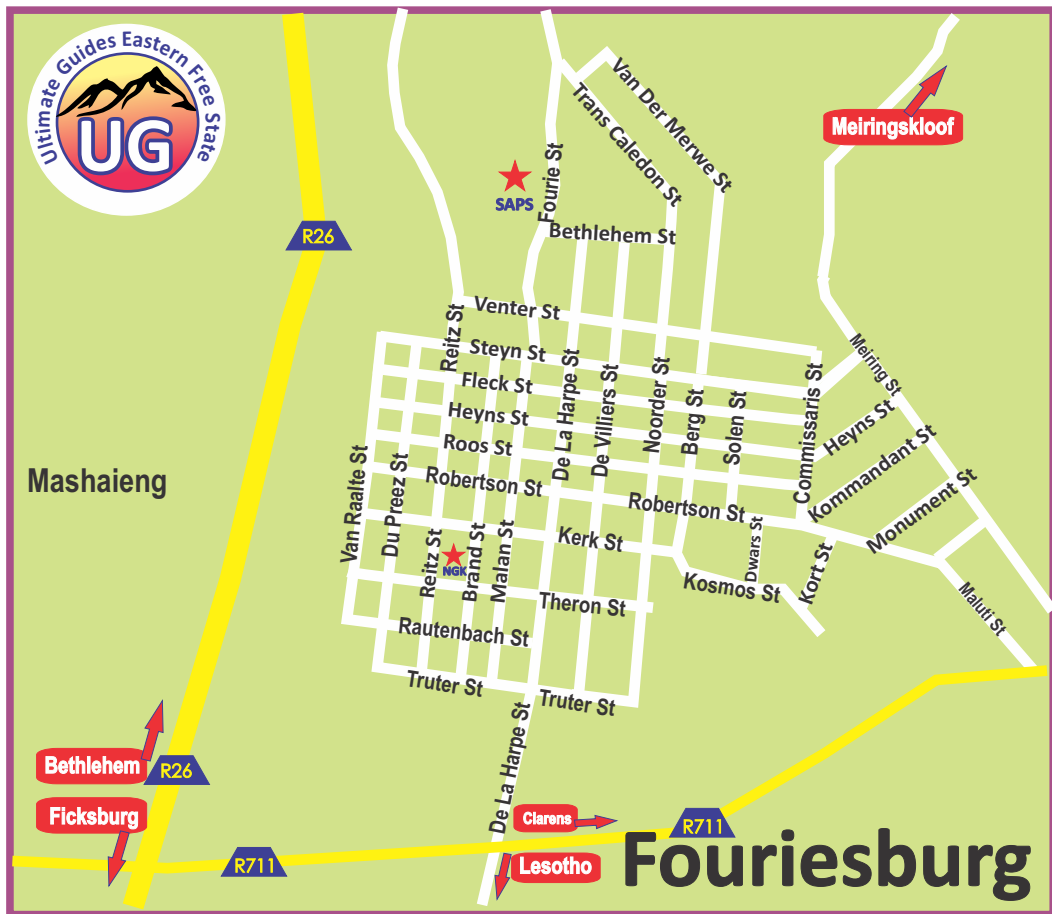 Ultimate Guides Eastern Free State
UG
R26
SAPS
Fourie St
Van Der Merwe St
Trans Caledon St
Meiringskloof
Bethlehem St
Venter St
Reitz St
Steyn St
Fleck St
Heyns St
Roos St
Robertson St
De La Harpe St
De Villiers St
Noorder St
Berg St
Solen St
Commissaris St
Meiring St
Heyns St
Kommandant St
Monument St
Mashaieng
Van Raalte St
Du Preez St
Reitz St
NGK
Brand St
Malan St
Robertson St
Kerk St
Dwars St
Kosmos St
Kort St
Maluti St
Theron St
Rautenbach St
Truter St
Truter St
De La Harpe St
Bethlehem
R26
Ficksburg
R711
Clarens
R711
Lesotho
Fouriesburg